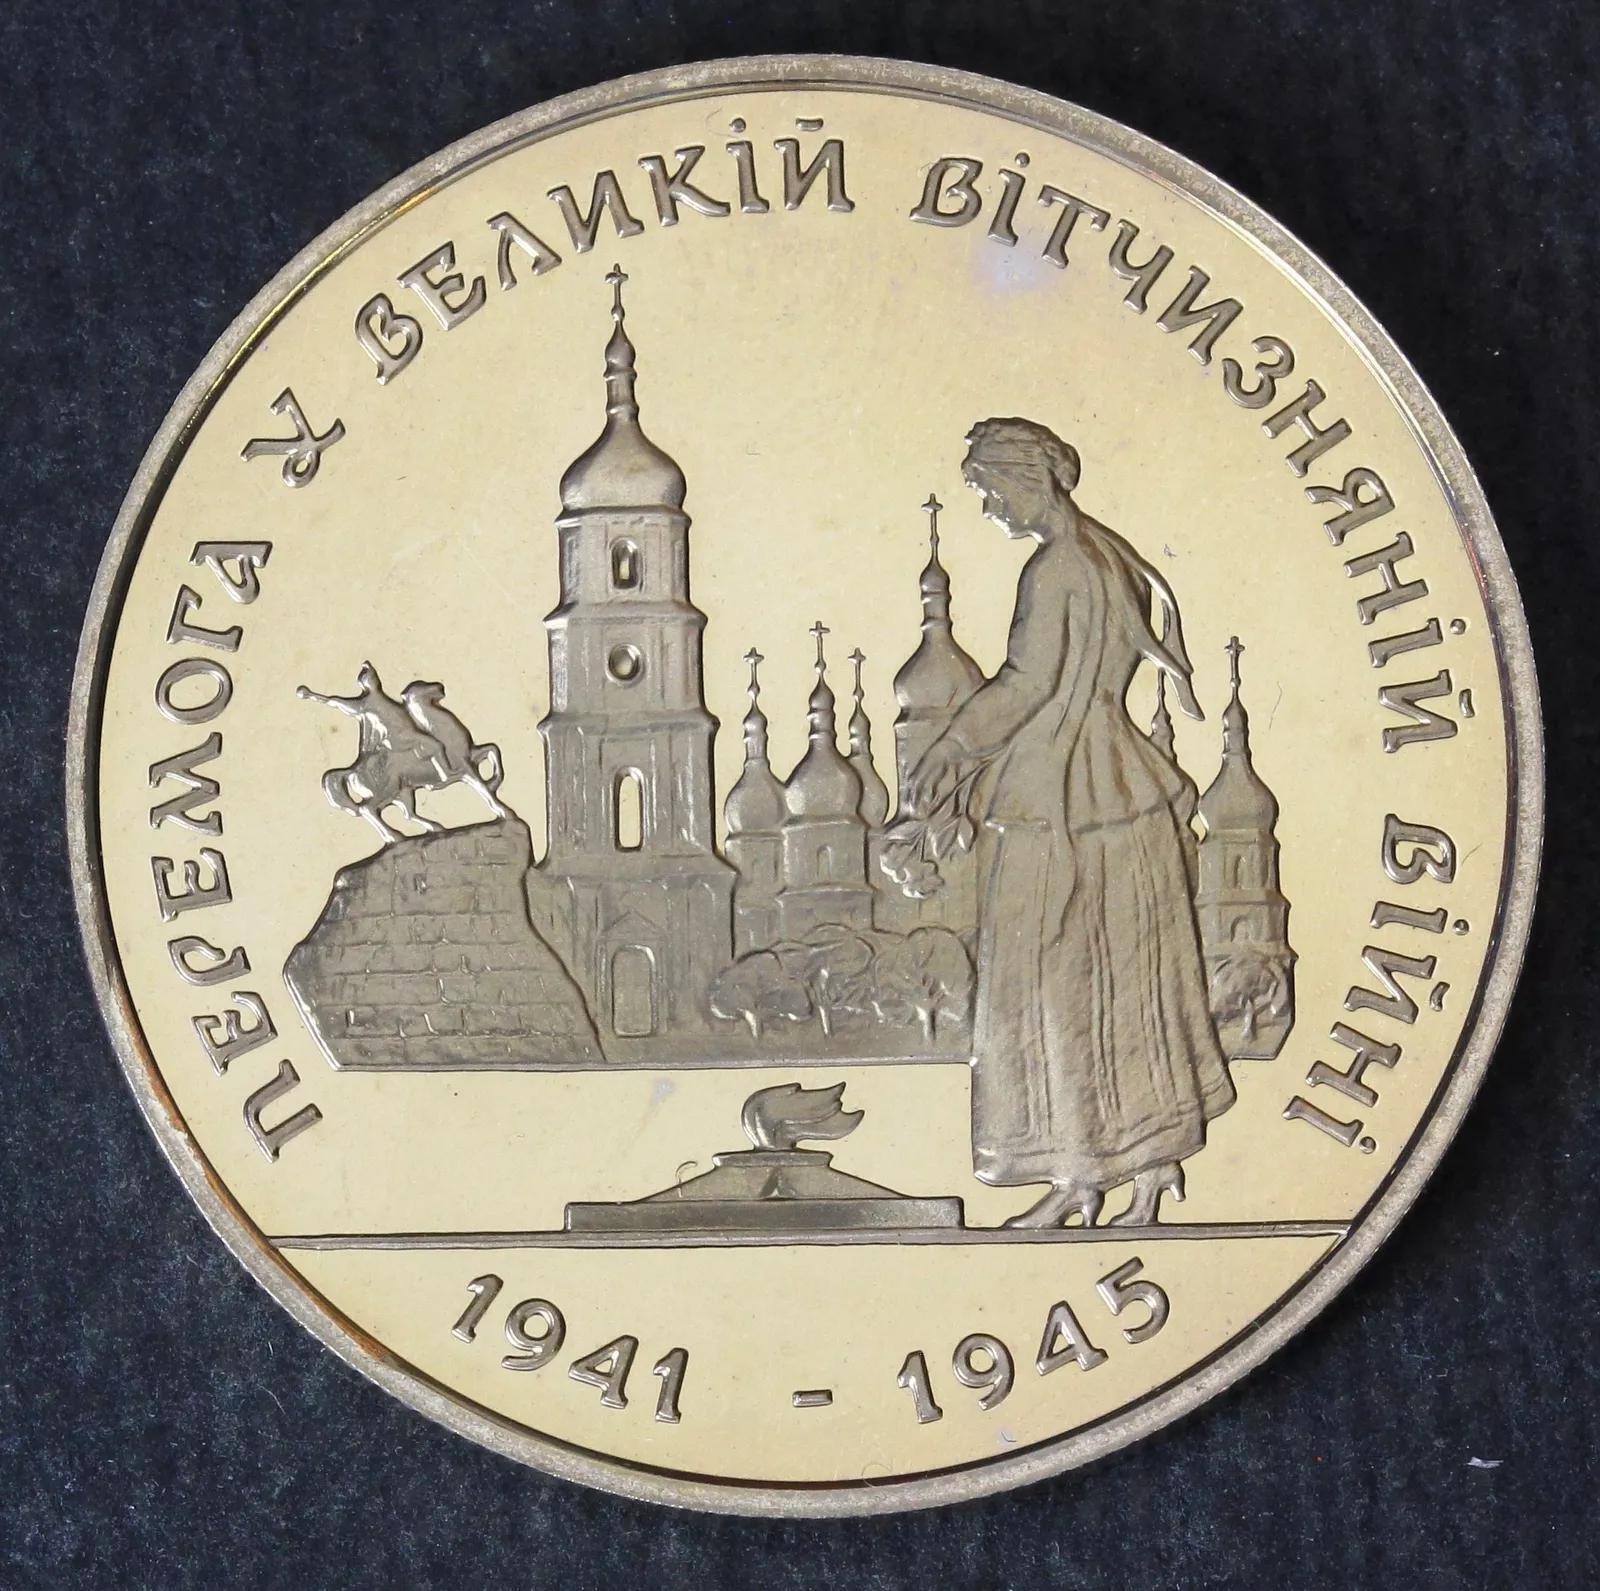 ПЕРЕМОГА У ВЕЛИКІЙ ВІТЧИЗНЯНІЙ ВІЙНІ
1941 - 1945